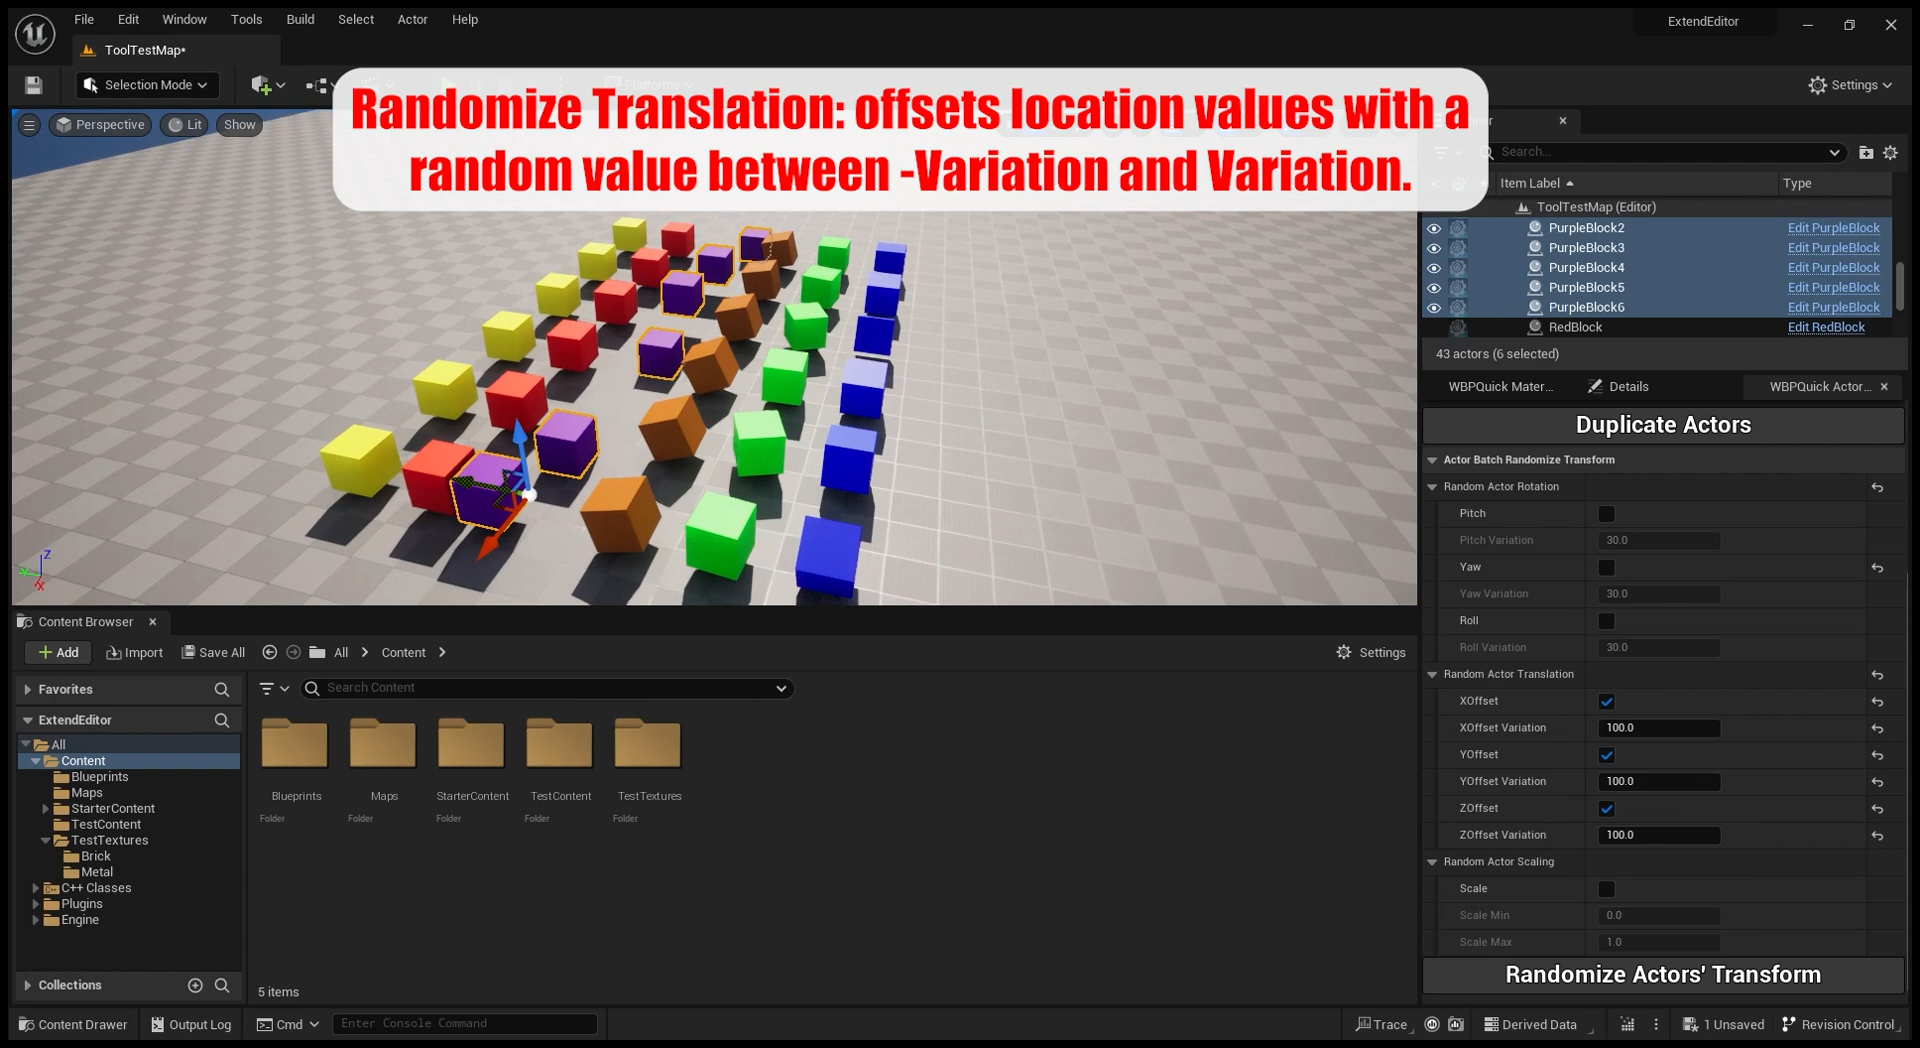 File Edit Window Tools Build Select Actor Help
ExtendEditor
ToolTestMap*
Selection Mode
Platforms
Settings
Randomize Translation: offsets location values with a
random value between -Variation and Variation.
Perspective Lit Show
Search...
Item Label Type
ToolTestMap (Editor)
PurpleBlock2 Edit PurpleBlock
PurpleBlock3 Edit PurpleBlock
PurpleBlock4 Edit PurpleBlock
PurpleBlock5 Edit PurpleBlock
PurpleBlock6 Edit PurpleBlock
RedBlock Edit RedBlock
43 actors (6 selected)
WBPQuick Mater... Details WBPQuick Actor...
Duplicate Actors
Actor Batch Randomize Transform
Random Actor Rotation
Pitch
Pitch Variation 30.0
Yaw
Yaw Variation 30.0
Roll
Roll Variation 30.0
Random Actor Translation
XOffset
XOffset Variation 100.0
YOffset
YOffset Variation 100.0
ZOffset
ZOffset Variation 100.0
Random Actor Scaling
Scale
Scale Min 0.0
Scale Max 1.0
Randomize Actors' Transform
Z
Y
X
Content Browser
Add Import Save All All Content Settings
Favorites
Search Content
ExtendEditor
All
Content
Blueprints
Maps
StarterContent
TestContent
TestTextures
Brick
Metal
C++ Classes
Plugins
Engine
Collections
Blueprints Maps StarterContent TestContent TestTextures
Folder Folder Folder Folder Folder
5 items
Content Drawer Output Log Cmd Enter Console Command Trace Derived Data 1 Unsaved Revision Control